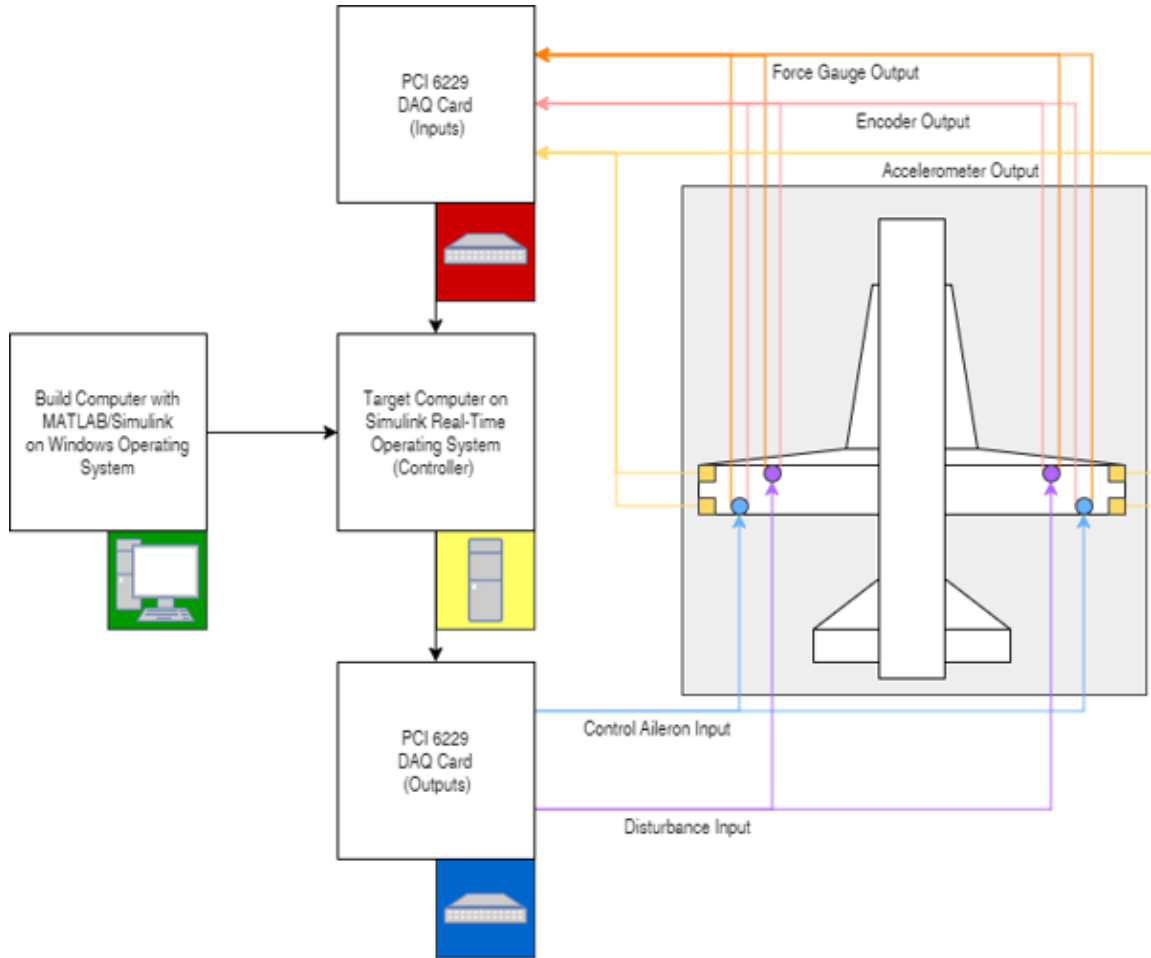 PCI 6229
DAQ Card
(Inputs)
Force Gauge Output
Encoder Output
Accelerometer Output
Build Computer with
MATLAB/Simulink
on Windows Operating
System
Target Computer on
Simulink Real-Time
Operating System
(Controller)
PCI 6229
DAQ Card
(Outputs)
Control Aileron Input
Disturbance Input